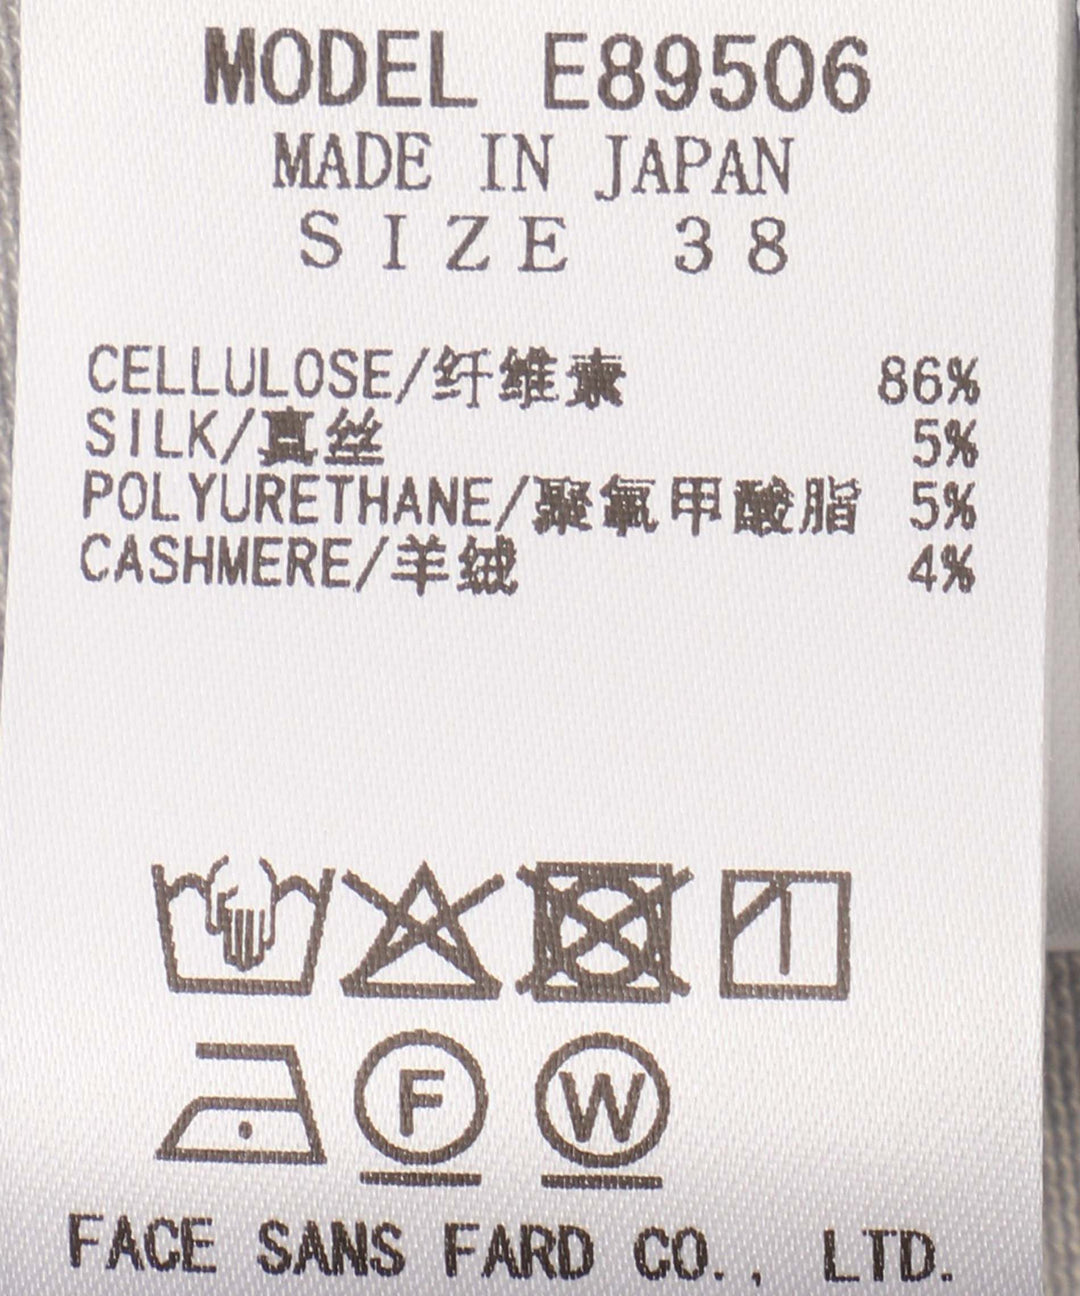 MODEL E89506
MADE IN JAPAN
SIZE 38
CELLULOSE/纤维素 86%
SILK/真丝 5%
POLYURETHANE/聚氰甲酸脂 5%
CASHMERE/羊绒 4%
F W
FACE SANS FARD CO., LTD.